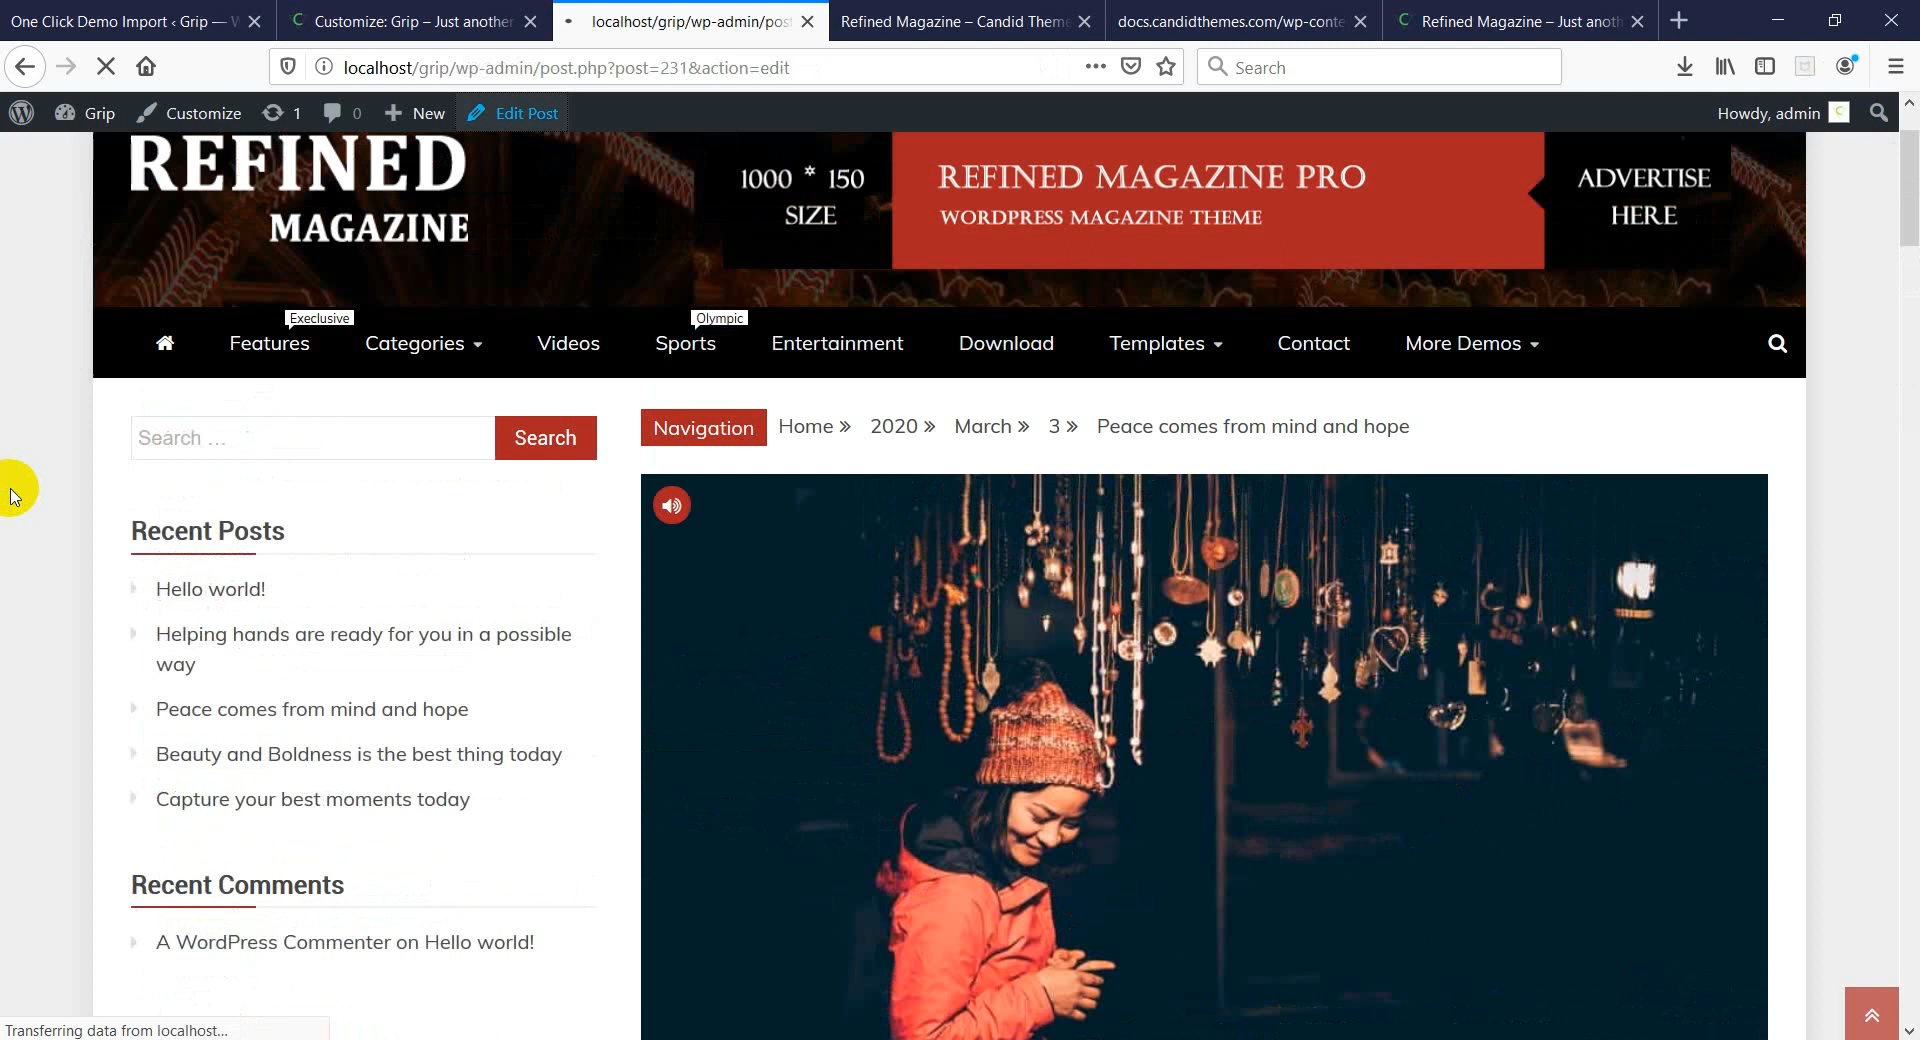 One Click Demo Import ‹ Grip — W
Customize: Grip – Just another
localhost/grip/wp-admin/post
Refined Magazine – Candid Theme
docs.candidthemes.com/wp-conte
Refined Magazine – Just anoth
localhost/grip/wp-admin/post.php?post=231&action=edit
Search
Grip
Customize
1
0
New
Edit Post
Howdy, admin
REFINED
MAGAZINE
1000 * 150
SIZE
REFINED MAGAZINE PRO
WORDPRESS MAGAZINE THEME
ADVERTISE
HERE
Execlusive
Olympic
Features
Categories
Videos
Sports
Entertainment
Download
Templates
Contact
More Demos
Search …
Search
Navigation
Home » 2020 » March » 3 » Peace comes from mind and hope
Recent Posts
Hello world!
Helping hands are ready for you in a possible
way
Peace comes from mind and hope
Beauty and Boldness is the best thing today
Capture your best moments today
Recent Comments
A WordPress Commenter on Hello world!
Transferring data from localhost...